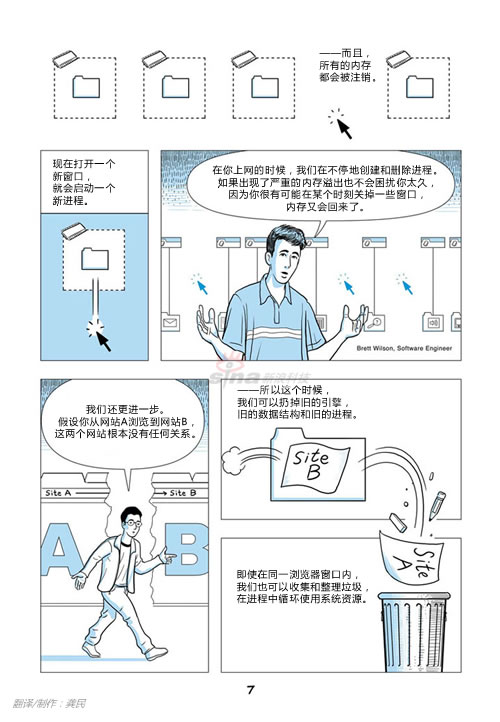 ——而且，
所有的内存
都会被注销。
现在打开一个
新窗口，
就会启动一个
新进程。
在你上网的时候，我们在不停地创建和删除进程。
如果出现了严重的内存溢出也不会困扰你太久，
因为你很有可能在某个时刻关掉一些窗口，
内存又会回来了。
Brett Wilson, Software Engineer
sina新浪科技
我们还更进一步。
假设你从网站A浏览到网站B，
这两个网站根本没有任何关系。
Site A
Site B
A
B
——所以这个时候，
我们可以扔掉旧的引擎，
旧的数据结构和旧的进程。
Site
B
Site
A
即使在同一浏览器窗口内，
我们也可以收集和整理垃圾，
在进程中循环使用系统资源。
7
翻译/制作：龚民